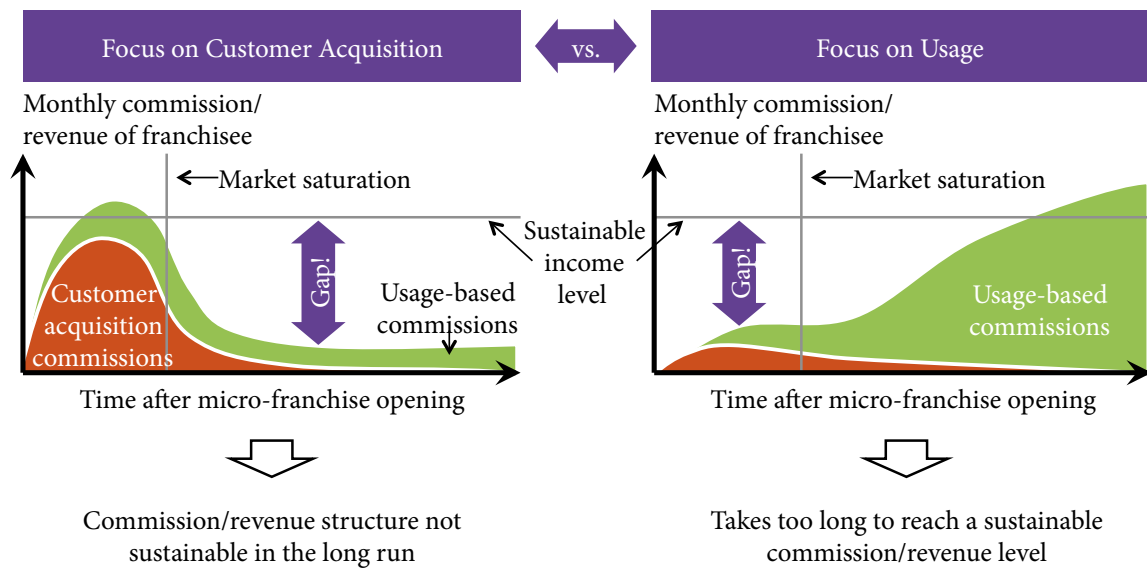 Focus on Customer Acquisition
vs.
Focus on Usage
Monthly commission/
revenue of franchisee
Market saturation
Gap!
Customer
acquisition
commissions
Usage-based
commissions
Time after micro-franchise opening
Commission/revenue structure not
sustainable in the long run
Sustainable
income
level
Monthly commission/
revenue of franchisee
Market saturation
Gap!
Usage-based
commissions
Time after micro-franchise opening
Takes too long to reach a sustainable
commission/revenue level